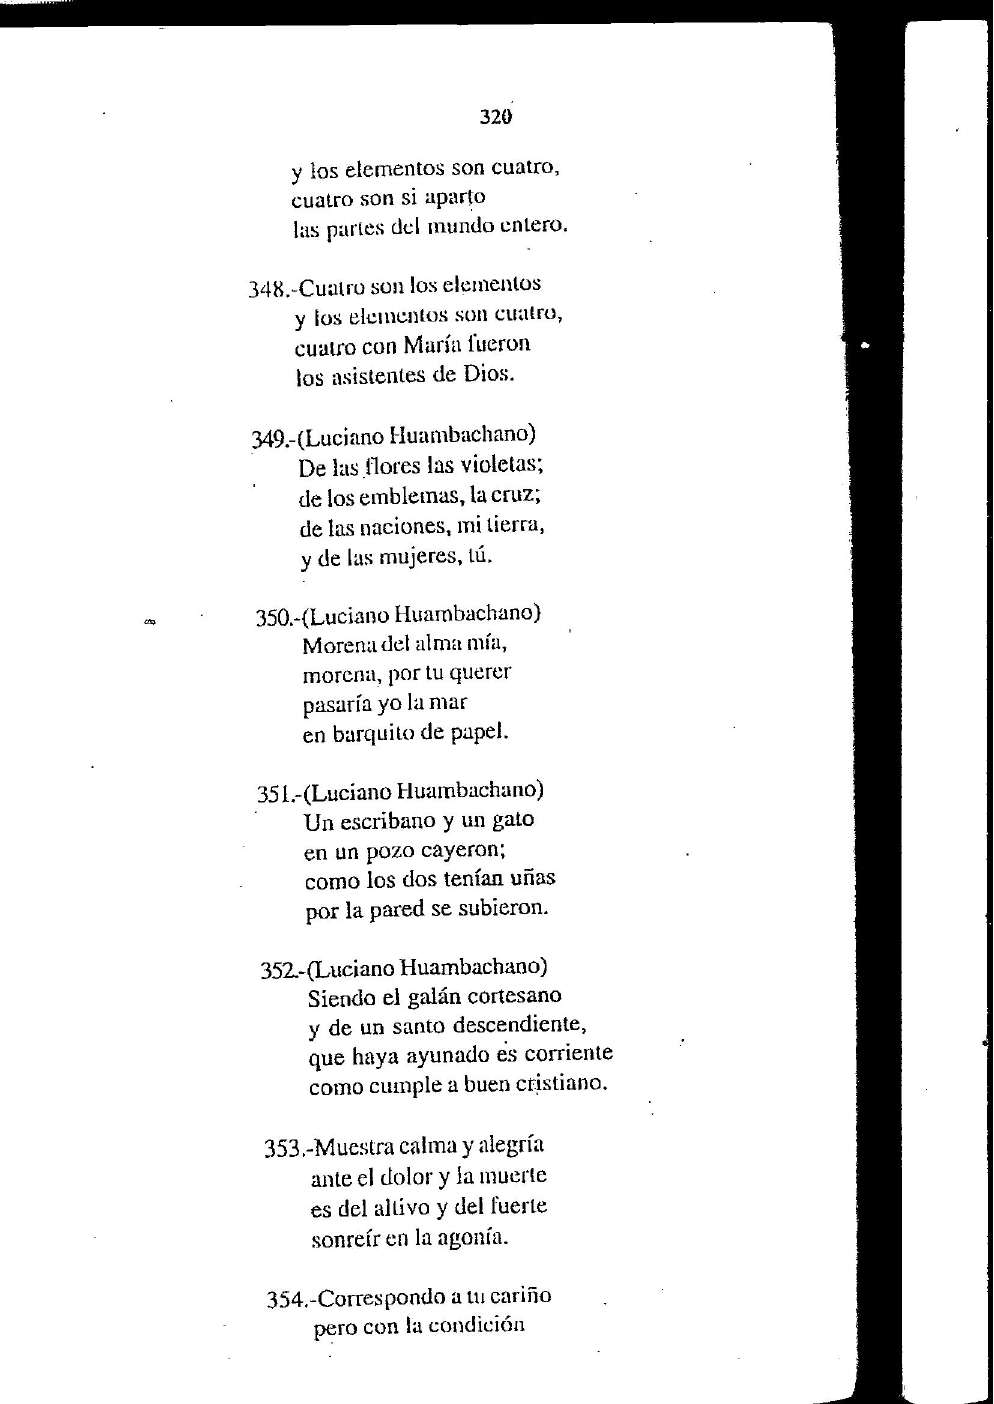 320
y los elementos son cuatro,
cuatro son si aparto
las partes del mundo entero.
348.-Cuatro son los elementos
y los elementos son cuatro,
cuatro con María fueron
los asistentes de Dios.
349.-(Luciano Huambachano)
De las flores las violetas;
de los emblemas, la cruz;
de las naciones, mi tierra,
y de las mujeres, tú.
350.-(Luciano Huambachano)
Morena del alma mía,
morena, por tu querer
pasaría yo la mar
en barquito de papel.
351.-(Luciano Huambachano)
Un escribano y un gato
en un pozo cayeron;
como los dos tenían uñas
por la pared se subieron.
352.-(Luciano Huambachano)
Siendo el galán cortesano
y de un santo descendiente,
que haya ayunado es corriente
como cumple a buen cristiano.
353.-Muestra calma y alegría
ante el dolor y la muerte
es del altivo y del fuerte
sonreír en la agonía.
354.-Correspondo a tu cariño
pero con la condición